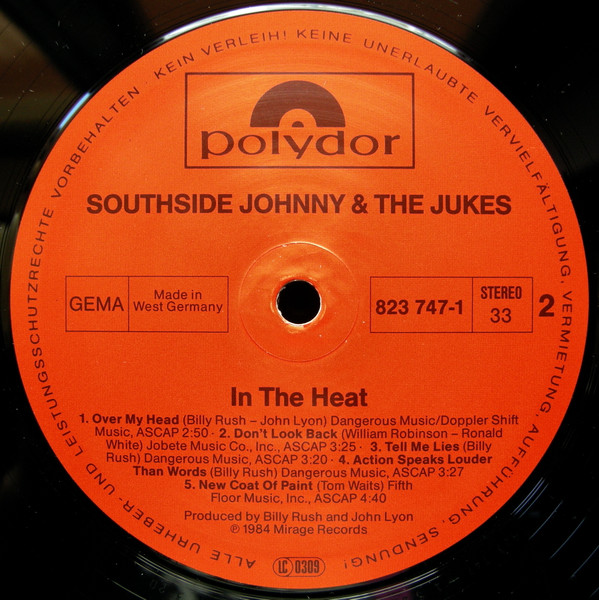 ALLE URHEBER- UND LEISTUNGSSCHUTZRECHTE VORBEHALTEN KEIN VERLEIH! KEINE UNERLAUBTE VERVIELFÄLTIGUNG, VERMIETUNG, AUFFÜHRUNG, SENDUNG!
polydor
SOUTHSIDE JOHNNY & THE JUKES
GEMA
Made in
West Germany
823 747-1
STEREO
33
2
In The Heat
1. Over My Head (Billy Rush – John Lyon) Dangerous Music/Doppler Shift
Music, ASCAP 2:50 · 2. Don't Look Back (William Robinson - Ronald
White) Jobete Music Co., Inc., ASCAP 3:25 · 3. Tell Me Lies (Billy
Rush) Dangerous Music, ASCAP 3:20 · 4. Action Speaks Louder
Than Words (Billy Rush) Dangerous Music, ASCAP 3:27
5. New Coat Of Paint (Tom Waits) Fifth
Floor Music, Inc., ASCAP 4:40
Produced by Billy Rush and John Lyon
℗ 1984 Mirage Records
LC 0309